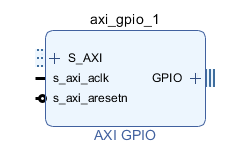 axi_gpio_1
S_AXI
s_axi_aclk
GPIO
s_axi_aresetn
AXI GPIO